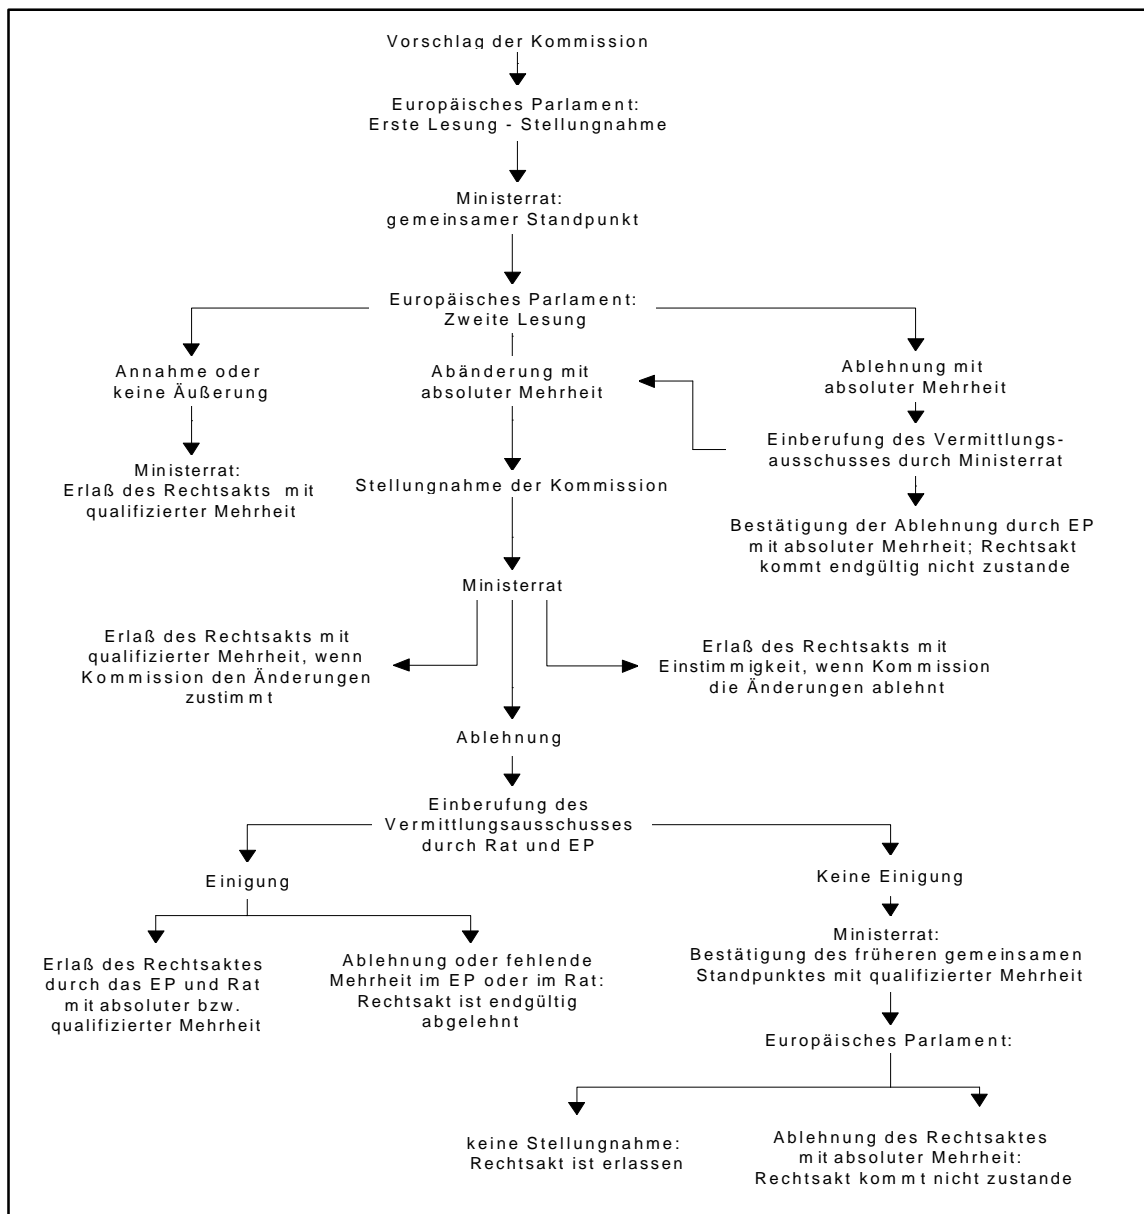 Vorschlag der Kommission
Europäisches Parlament:
Erste Lesung - Stellungnahme
Ministerrat:
gemeinsamer Standpunkt
Europäisches Parlament:
Zweite Lesung
Annahme oder
keine Äußerung
Ministerrat:
Erlaß des Rechtsakts mit
qualifizierter Mehrheit
Abänderung mit
absoluter Mehrheit
Stellungnahme der Kommission
Ablehnung mit
absoluter Mehrheit
Einberufung des Vermittlungs-
ausschusses durch Ministerrat
Bestätigung der Ablehnung durch EP
mit absoluter Mehrheit; Rechtsakt
kommt endgültig nicht zustande
Ministerrat
Erlaß des Rechtsakts mit
qualifizierter Mehrheit, wenn
Kommission den Änderungen
zustimmt
Erlaß des Rechtsakts mit
Einstimmigkeit, wenn Kommission
die Änderungen ablehnt
Ablehnung
Einberufung des
Vermittlungsausschusses
durch Rat und EP
Einigung
Erlaß des Rechtsaktes
durch das EP und Rat
mit absoluter bzw.
qualifizierter Mehrheit
Ablehnung oder fehlende
Mehrheit im EP oder im Rat:
Rechtsakt ist endgültig
abgelehnt
Keine Einigung
Ministerrat:
Bestätigung des früheren gemeinsamen
Standpunktes mit qualifizierter Mehrheit
Europäisches Parlament:
keine Stellungnahme:
Rechtsakt ist erlassen
Ablehnung des Rechtsaktes
mit absoluter Mehrheit:
Rechtsakt kommt nicht zustande